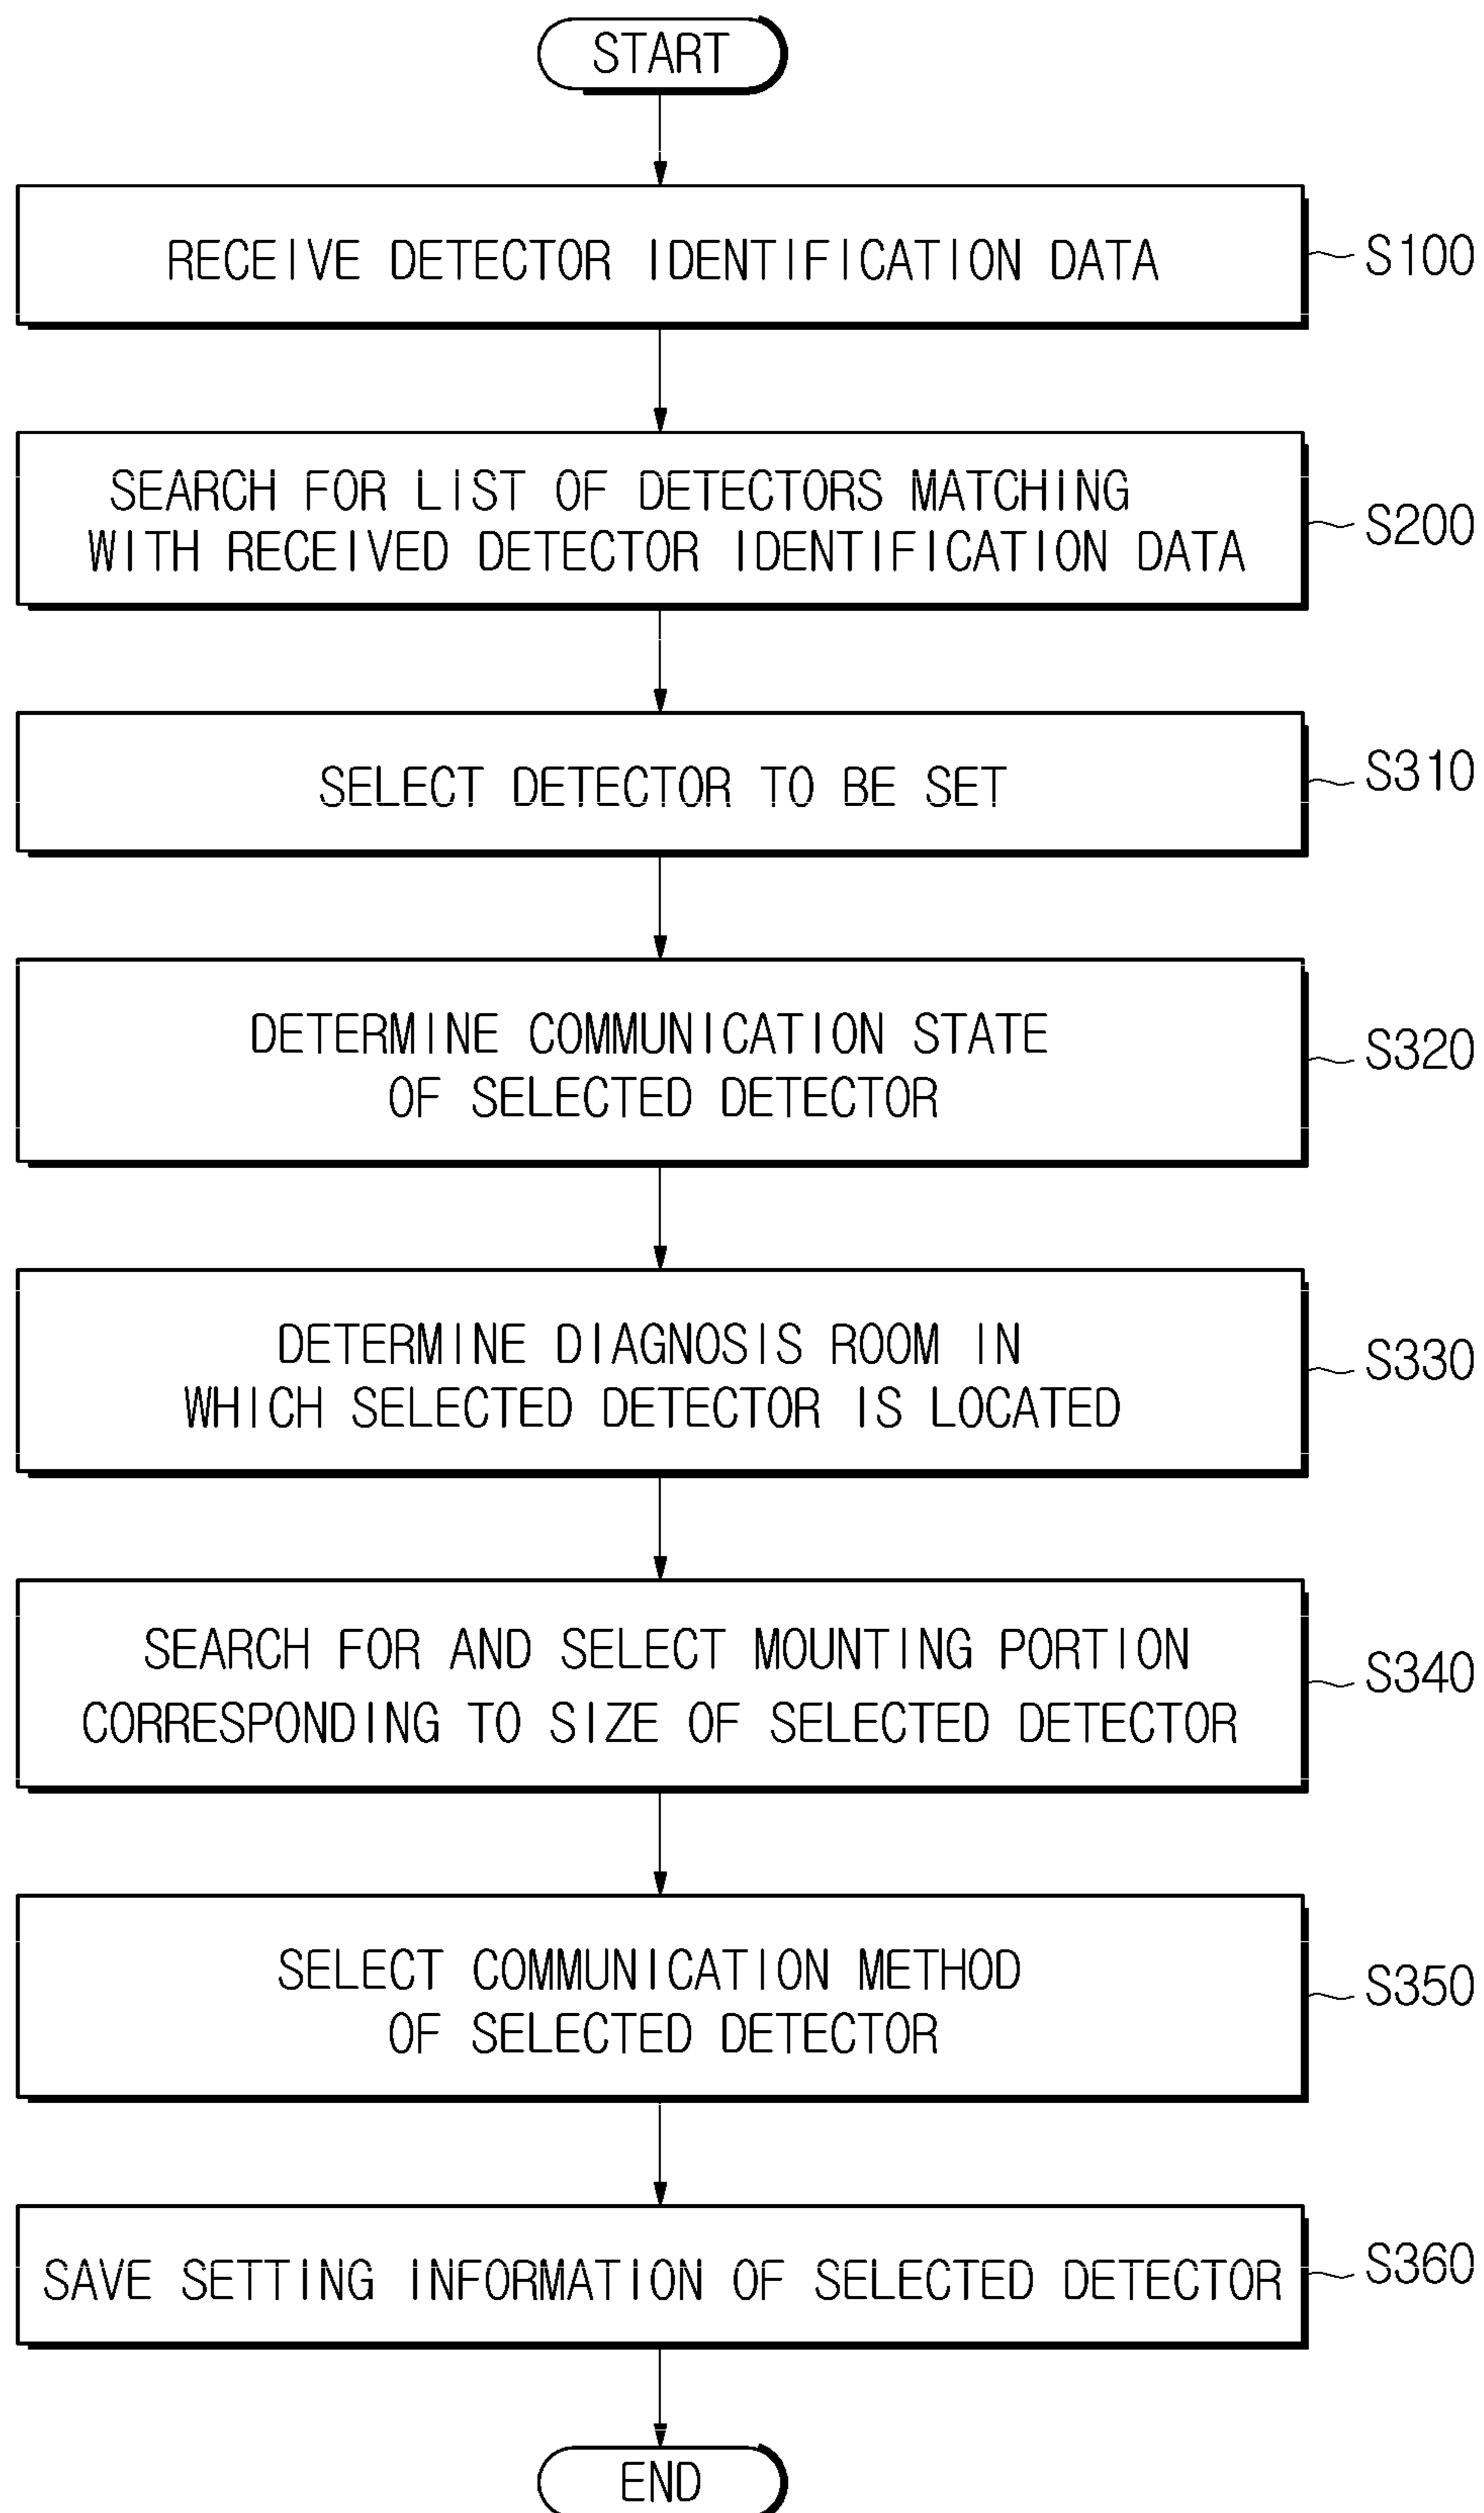 START
RECEIVE DETECTOR IDENTIFICATION DATA
S100
SEARCH FOR LIST OF DETECTORS MATCHING
WITH RECEIVED DETECTOR IDENTIFICATION DATA
S200
SELECT DETECTOR TO BE SET
S310
DETERMINE COMMUNICATION STATE
OF SELECTED DETECTOR
S320
DETERMINE DIAGNOSIS ROOM IN
WHICH SELECTED DETECTOR IS LOCATED
S330
SEARCH FOR AND SELECT MOUNTING PORTION
CORRESPONDING TO SIZE OF SELECTED DETECTOR
S340
SELECT COMMUNICATION METHOD
OF SELECTED DETECTOR
S350
SAVE SETTING INFORMATION OF SELECTED DETECTOR
S360
END